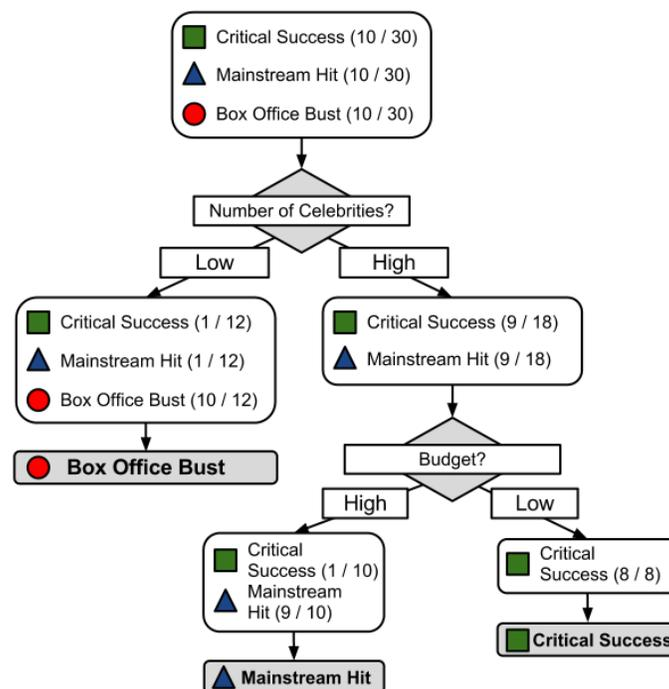 Critical Success (10 / 30)
Mainstream Hit (10 / 30)
Box Office Bust (10 / 30)
Number of Celebrities?
Low
High
Critical Success (1 / 12)
Mainstream Hit (1 / 12)
Box Office Bust (10 / 12)
Box Office Bust
Critical Success (9 / 18)
Mainstream Hit (9 / 18)
Budget?
High
Low
Critical
Success (1 / 10)
Mainstream
Hit (9 / 10)
Mainstream Hit
Critical
Success (8 / 8)
Critical Success